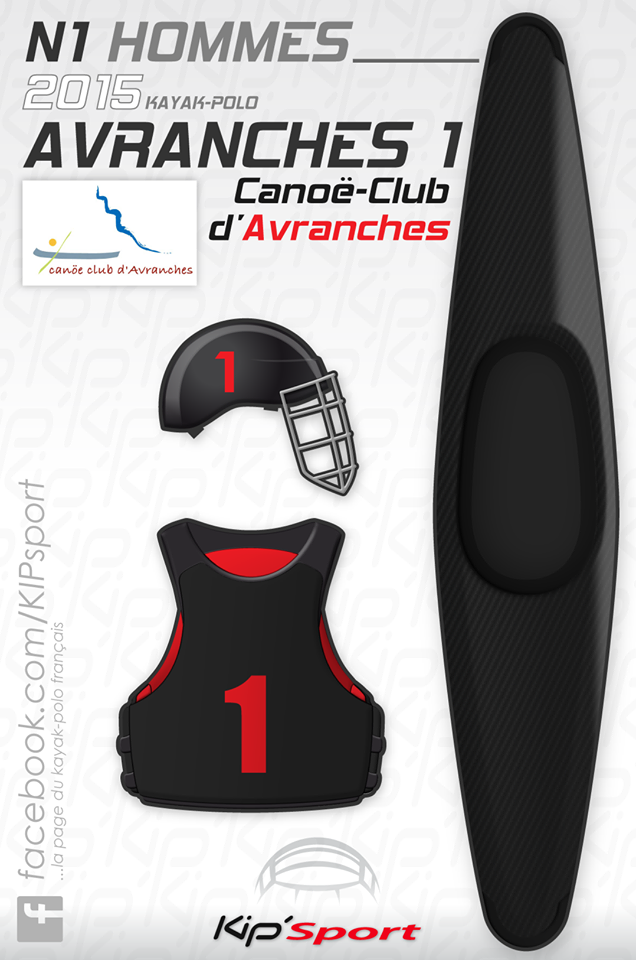 N1 HOMMES
2015 KAYAK-POLO
AVRANCHES 1
Canoë-Club
d'Avranches
canöe club d'Avranches
1
1
facebook.com/KIPsport
...la page du kayak-polo français
f
Kip'Sport